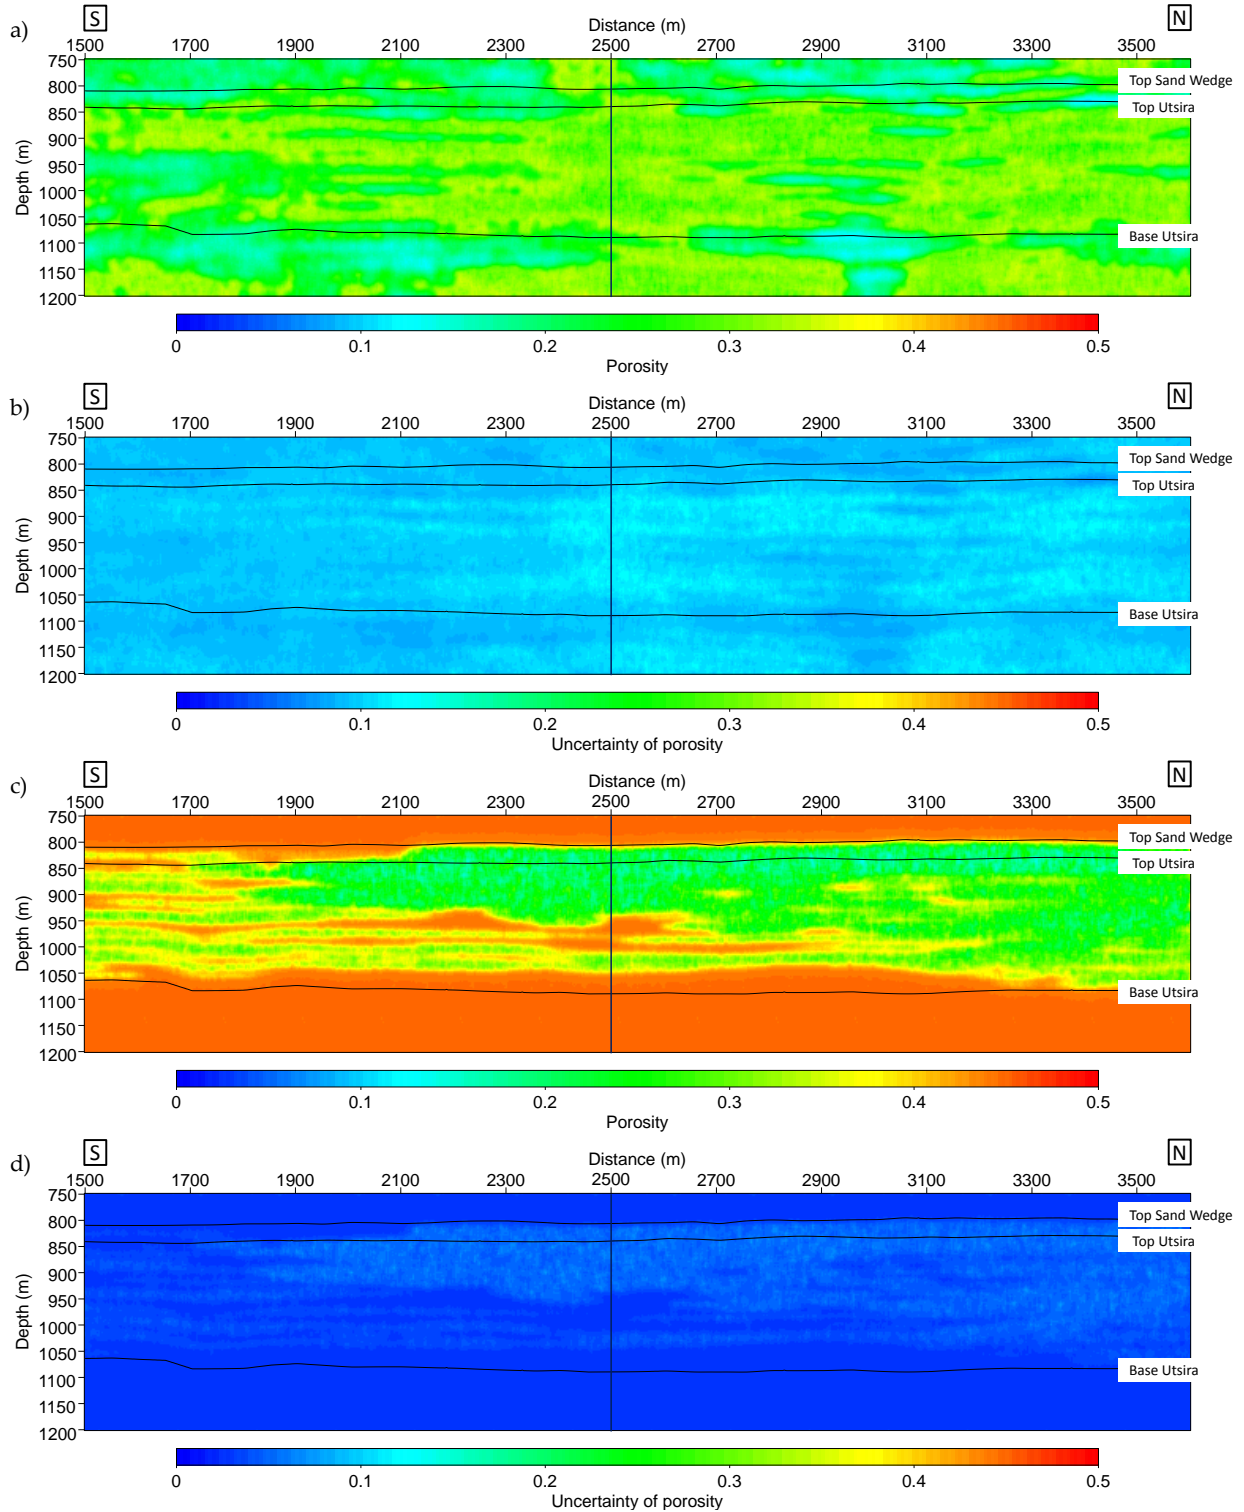 a)
S
Distance (m)
N
1500 1700 1900 2100 2300 2500 2700 2900 3100 3300 3500
Depth (m)
750
800
850
900
950
1000
1050
1100
1150
1200
Top Sand Wedge
Top Utsira
Base Utsira
0 0.1 0.2 0.3 0.4 0.5
Porosity
b)
S
Distance (m)
N
1500 1700 1900 2100 2300 2500 2700 2900 3100 3300 3500
Depth (m)
750
800
850
900
950
1000
1050
1100
1150
1200
Top Sand Wedge
Top Utsira
Base Utsira
0 0.1 0.2 0.3 0.4 0.5
Uncertainty of porosity
c)
S
Distance (m)
N
1500 1700 1900 2100 2300 2500 2700 2900 3100 3300 3500
Depth (m)
750
800
850
900
950
1000
1050
1100
1150
1200
Top Sand Wedge
Top Utsira
Base Utsira
0 0.1 0.2 0.3 0.4 0.5
Porosity
d)
S
Distance (m)
N
1500 1700 1900 2100 2300 2500 2700 2900 3100 3300 3500
Depth (m)
750
800
850
900
950
1000
1050
1100
1150
1200
Top Sand Wedge
Top Utsira
Base Utsira
0 0.1 0.2 0.3 0.4 0.5
Uncertainty of porosity